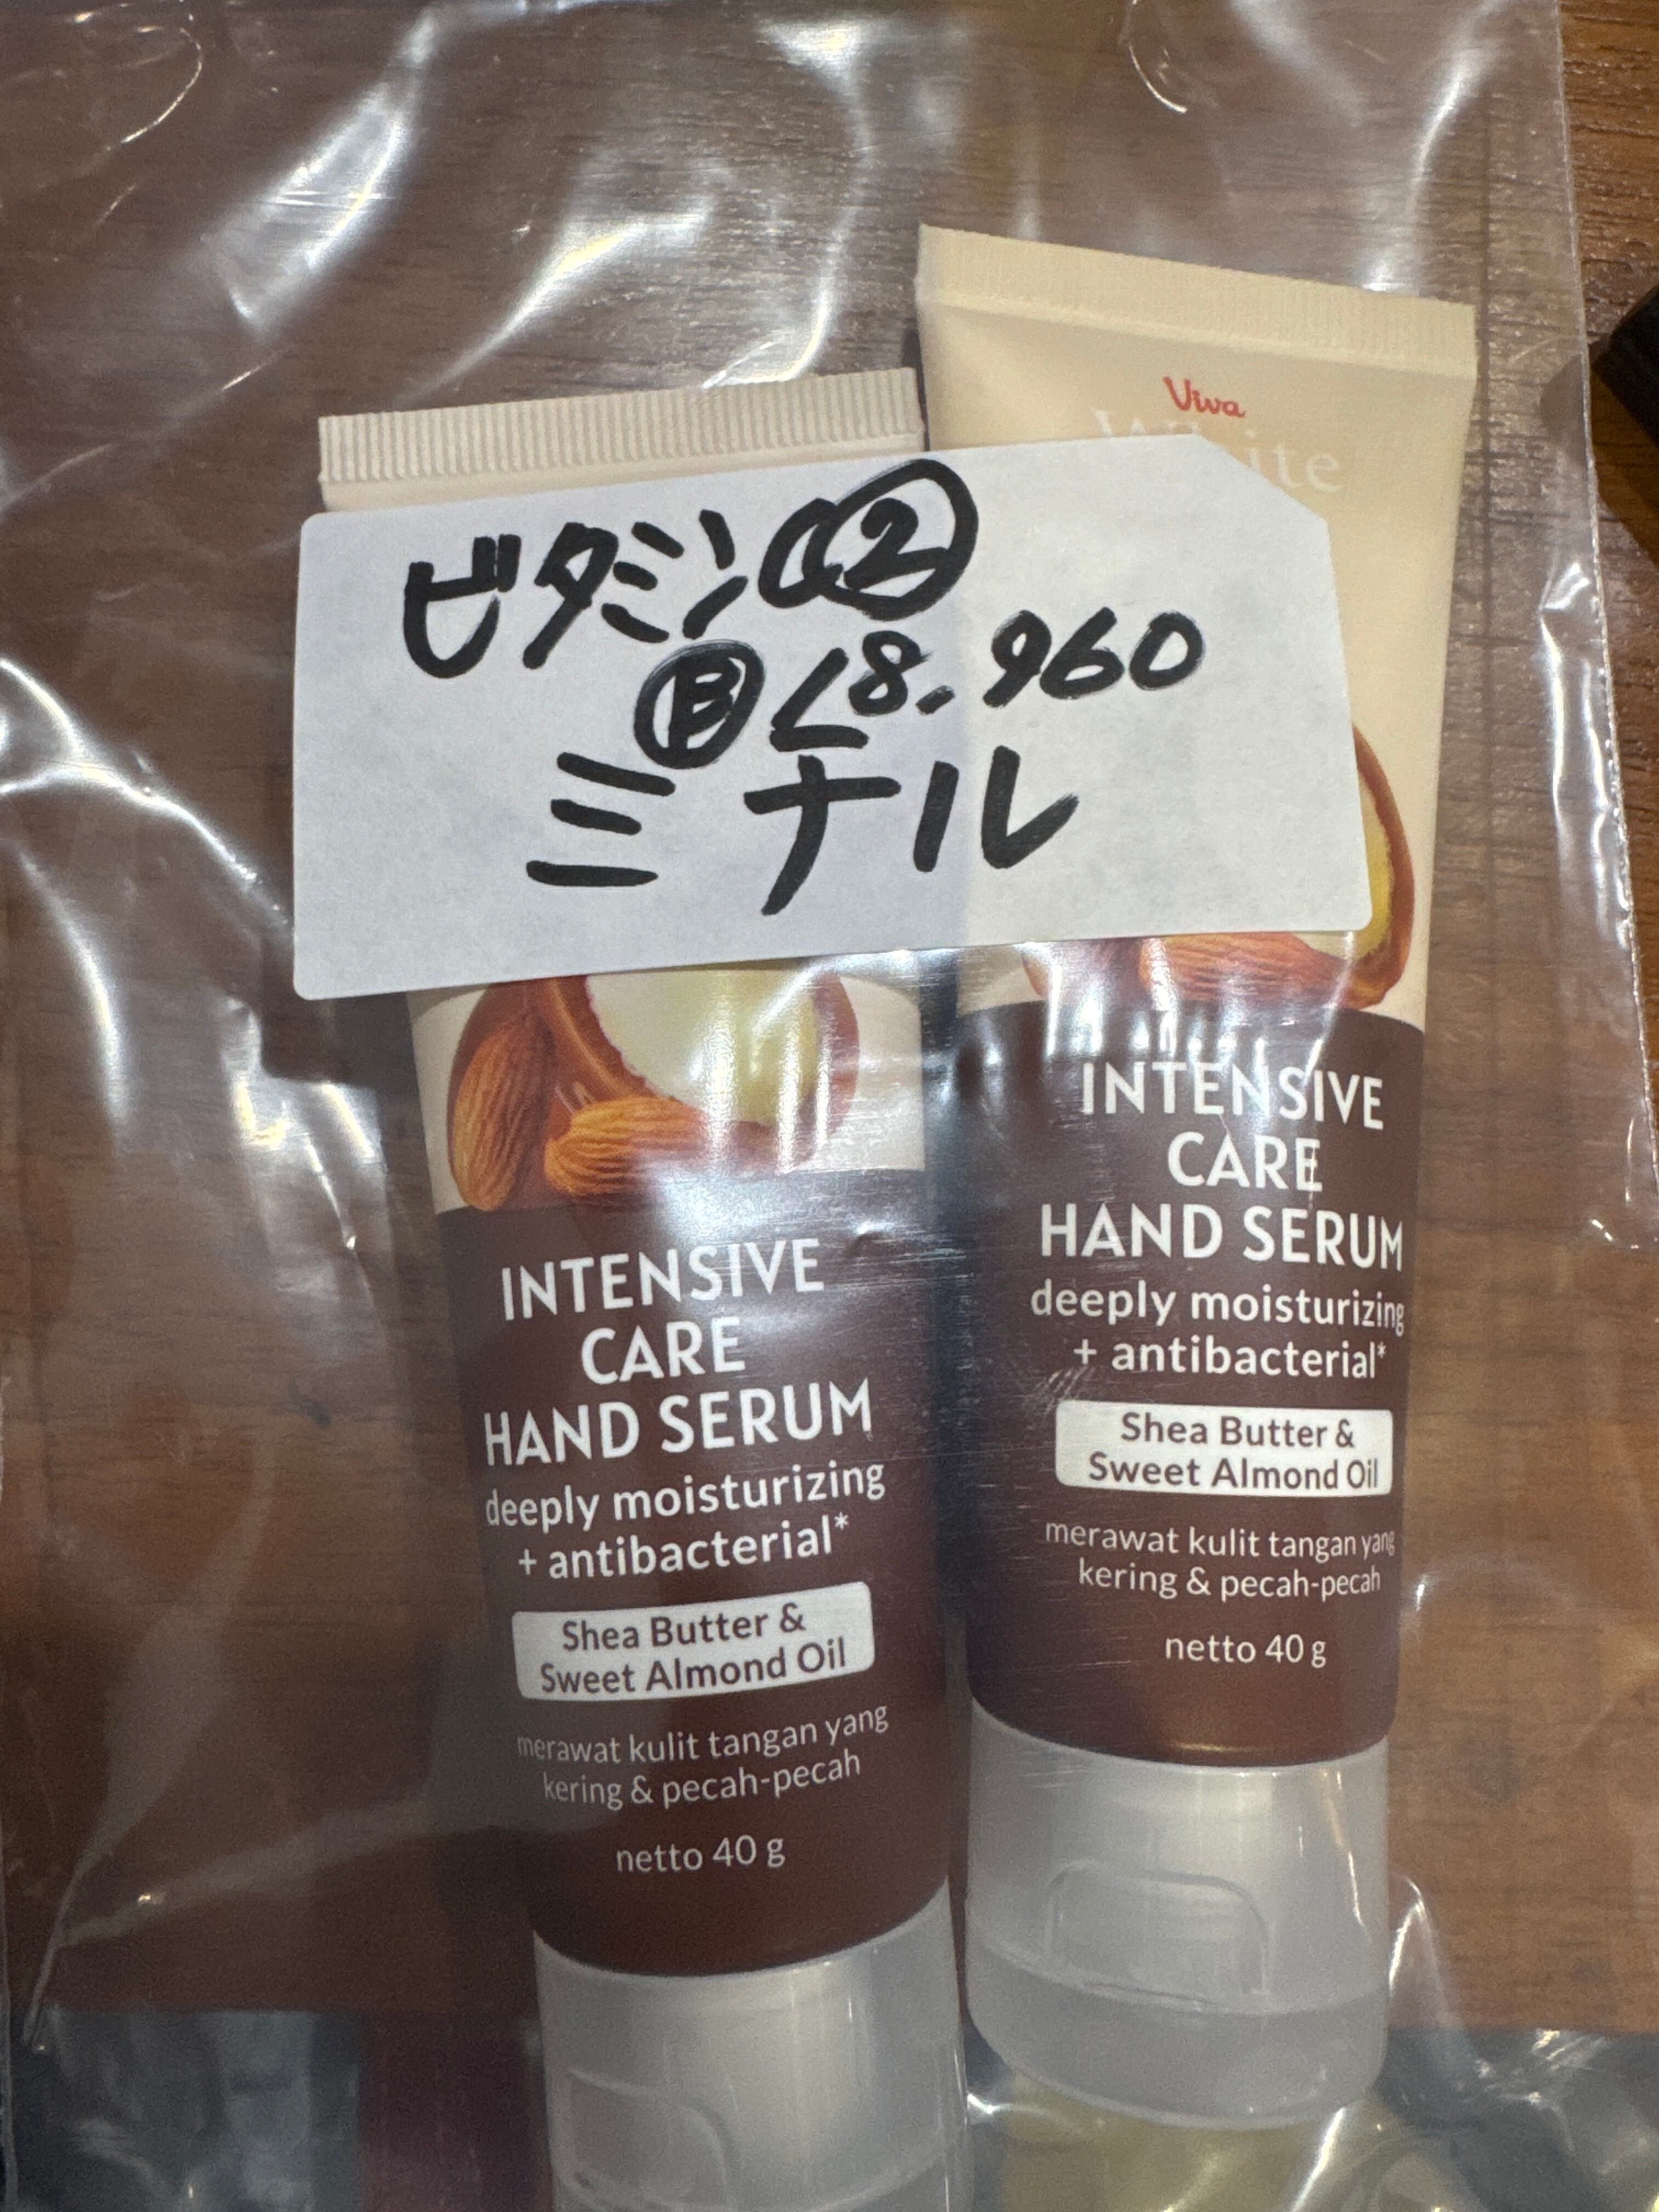 ビタミンC②
Ⓑ<8.960
ミナル
INTENSIVE
CARE
HAND SERUM
deeply moisturizing
+ antibacterial*
Shea Butter &
Sweet Almond Oil
merawat kulit tangan yang
kering & pecah-pecah
netto 40 g
Viva
White
INTENSIVE
CARE
HAND SERUM
deeply moisturizing
+ antibacterial*
Shea Butter &
Sweet Almond Oil
merawat kulit tangan yang
kering & pecah-pecah
netto 40 g